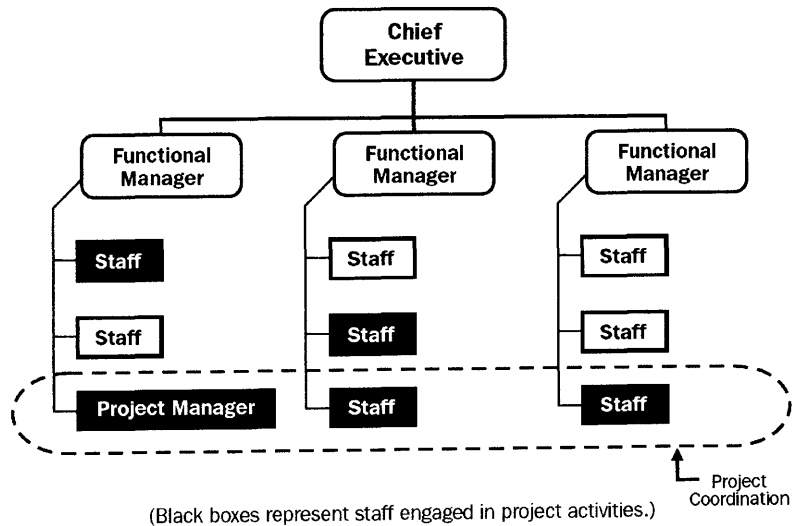 Chief
Executive
Functional
Manager
Functional
Manager
Functional
Manager
Staff
Staff
Staff
Staff
Staff
Staff
Project Manager
Staff
Staff
Project
Coordination
(Black boxes represent staff engaged in project activities.)